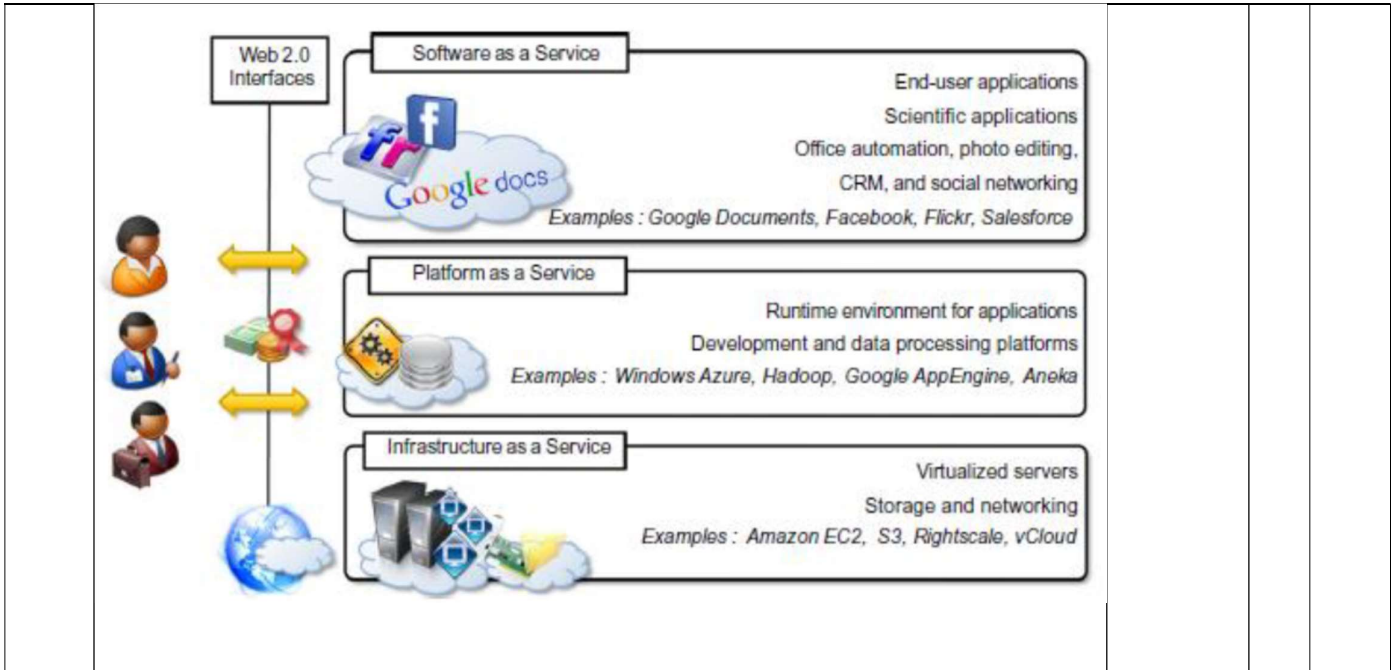 Web 2.0
Interfaces
Software as a Service
End-user applications
Scientific applications
Office automation, photo editing,
CRM, and social networking
Examples : Google Documents, Facebook, Flickr, Salesforce
f
fr
Google docs
Platform as a Service
Runtime environment for applications
Development and data processing platforms
Examples : Windows Azure, Hadoop, Google AppEngine, Aneka
Infrastructure as a Service
Virtualized servers
Storage and networking
Examples : Amazon EC2, S3, Rightscale, vCloud